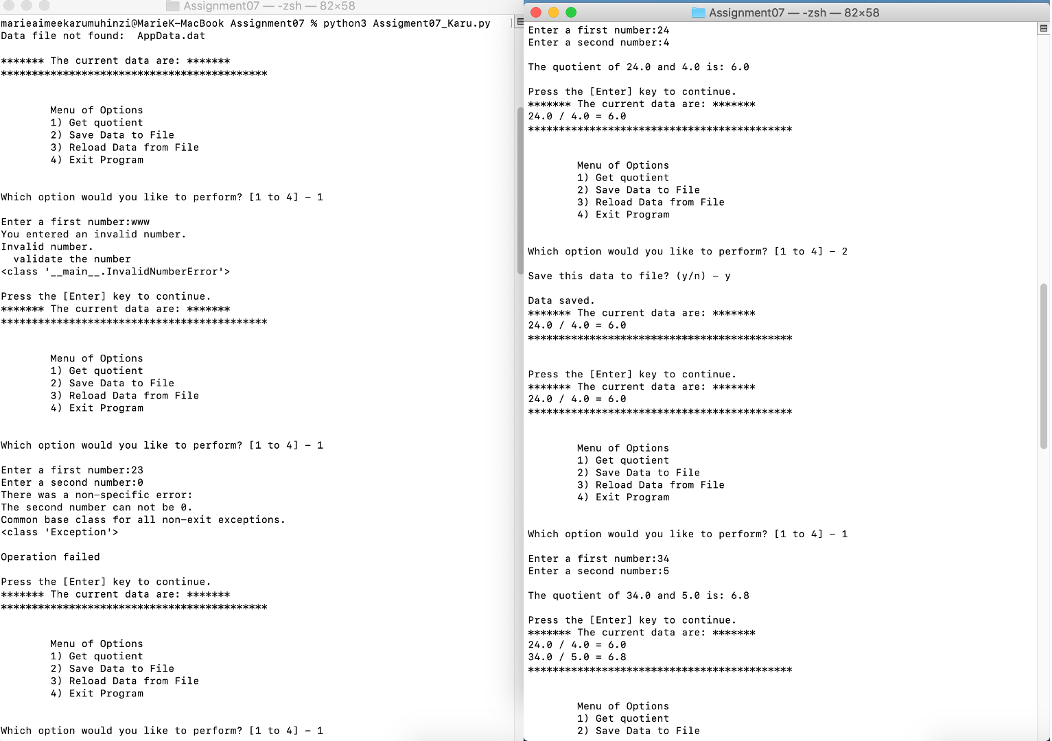 Assignment07 — -zsh — 82×58
marieaimeekarumuhinzi@MarieK-MacBook Assignment07 % python3 Assigment07_Karu.py
Data file not found:  AppData.dat
******* The current data are: *******
*******************************************
Menu of Options
1) Get quotient
2) Save Data to File
3) Reload Data from File
4) Exit Program
Which option would you like to perform? [1 to 4] - 1
Enter a first number:www
You entered an invalid number.
Invalid number.
validate the number
<class '__main__.InvalidNumberError'>
Press the [Enter] key to continue.
******* The current data are: *******
*******************************************
Menu of Options
1) Get quotient
2) Save Data to File
3) Reload Data from File
4) Exit Program
Which option would you like to perform? [1 to 4] - 1
Enter a first number:23
Enter a second number:0
There was a non-specific error:
The second number can not be 0.
Common base class for all non-exit exceptions.
<class 'Exception'>
Operation failed
Press the [Enter] key to continue.
******* The current data are: *******
*******************************************
Menu of Options
1) Get quotient
2) Save Data to File
3) Reload Data from File
4) Exit Program
Which option would you like to perform? [1 to 4] - 1
Assignment07 — -zsh — 82×58
Enter a first number:24
Enter a second number:4
The quotient of 24.0 and 4.0 is: 6.0
Press the [Enter] key to continue.
******* The current data are: *******
24.0 / 4.0 = 6.0
*******************************************
Menu of Options
1) Get quotient
2) Save Data to File
3) Reload Data from File
4) Exit Program
Which option would you like to perform? [1 to 4] - 2
Save this data to file? (y/n) - y
Data saved.
******* The current data are: *******
24.0 / 4.0 = 6.0
*******************************************
Press the [Enter] key to continue.
******* The current data are: *******
24.0 / 4.0 = 6.0
*******************************************
Menu of Options
1) Get quotient
2) Save Data to File
3) Reload Data from File
4) Exit Program
Which option would you like to perform? [1 to 4] - 1
Enter a first number:34
Enter a second number:5
The quotient of 34.0 and 5.0 is: 6.8
Press the [Enter] key to continue.
******* The current data are: *******
24.0 / 4.0 = 6.0
34.0 / 5.0 = 6.8
*******************************************
Menu of Options
1) Get quotient
2) Save Data to File